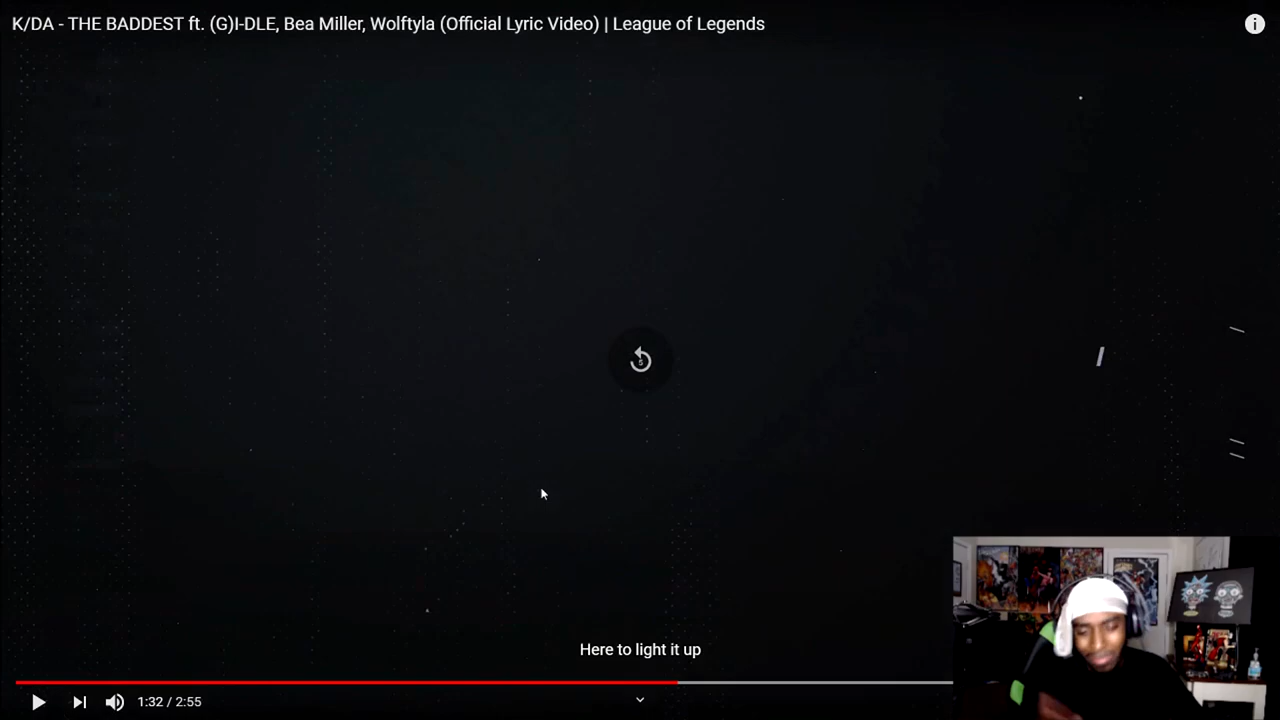 K/DA - THE BADDEST ft. (G)I-DLE, Bea Miller, Wolftyla (Official Lyric Video) | League of Legends
5
Here to light it up
1:32 / 2:55